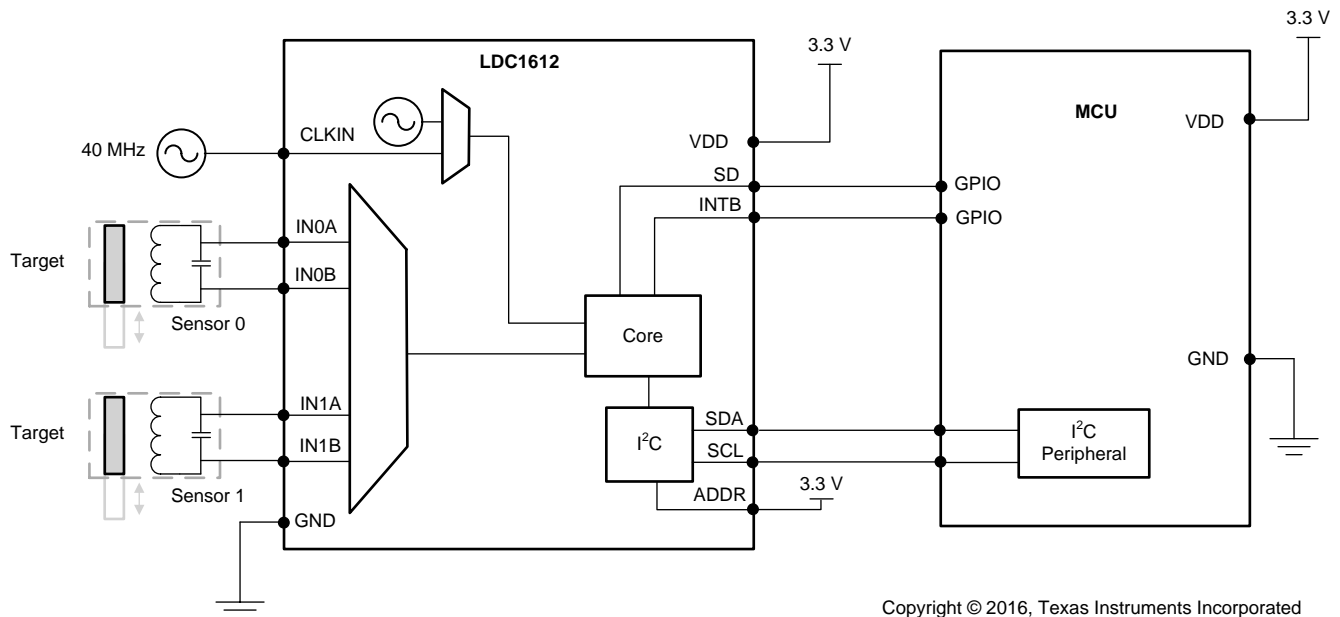 3.3 V
3.3 V
LDC1612
MCU
40 MHz
CLKIN
VDD
VDD
SD
GPIO
INTB
GPIO
Target
IN0A
IN0B
Sensor 0
Core
GND
Target
IN1A
IN1B
Sensor 1
I²C
SDA
SCL
I²C
Peripheral
ADDR
3.3 V
GND
Copyright © 2016, Texas Instruments Incorporated